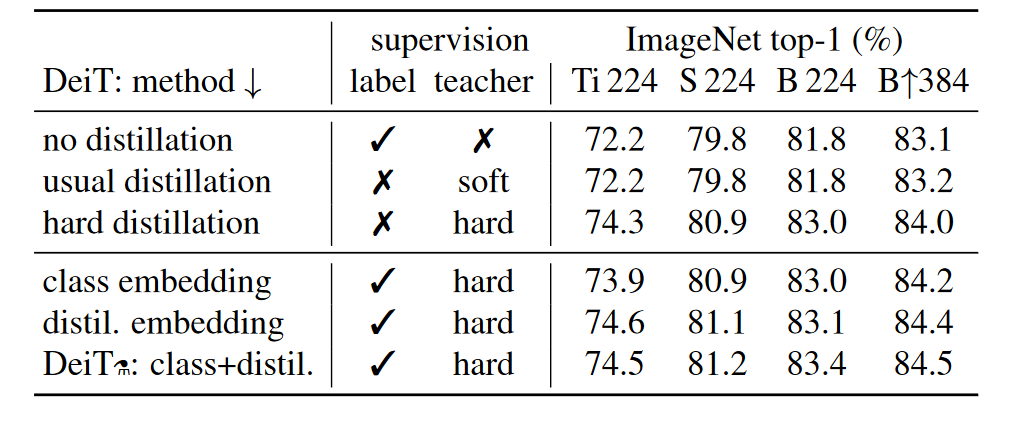 supervision ImageNet top-1 (%)
DeiT: method ↓ label teacher Ti 224 S 224 B 224 B↑384
no distillation ✓ ✗ 72.2 79.8 81.8 83.1
usual distillation ✗ soft 72.2 79.8 81.8 83.2
hard distillation ✗ hard 74.3 80.9 83.0 84.0
class embedding ✓ hard 73.9 80.9 83.0 84.2
distil. embedding ✓ hard 74.6 81.1 83.1 84.4
DeiT⚗: class+distil. ✓ hard 74.5 81.2 83.4 84.5